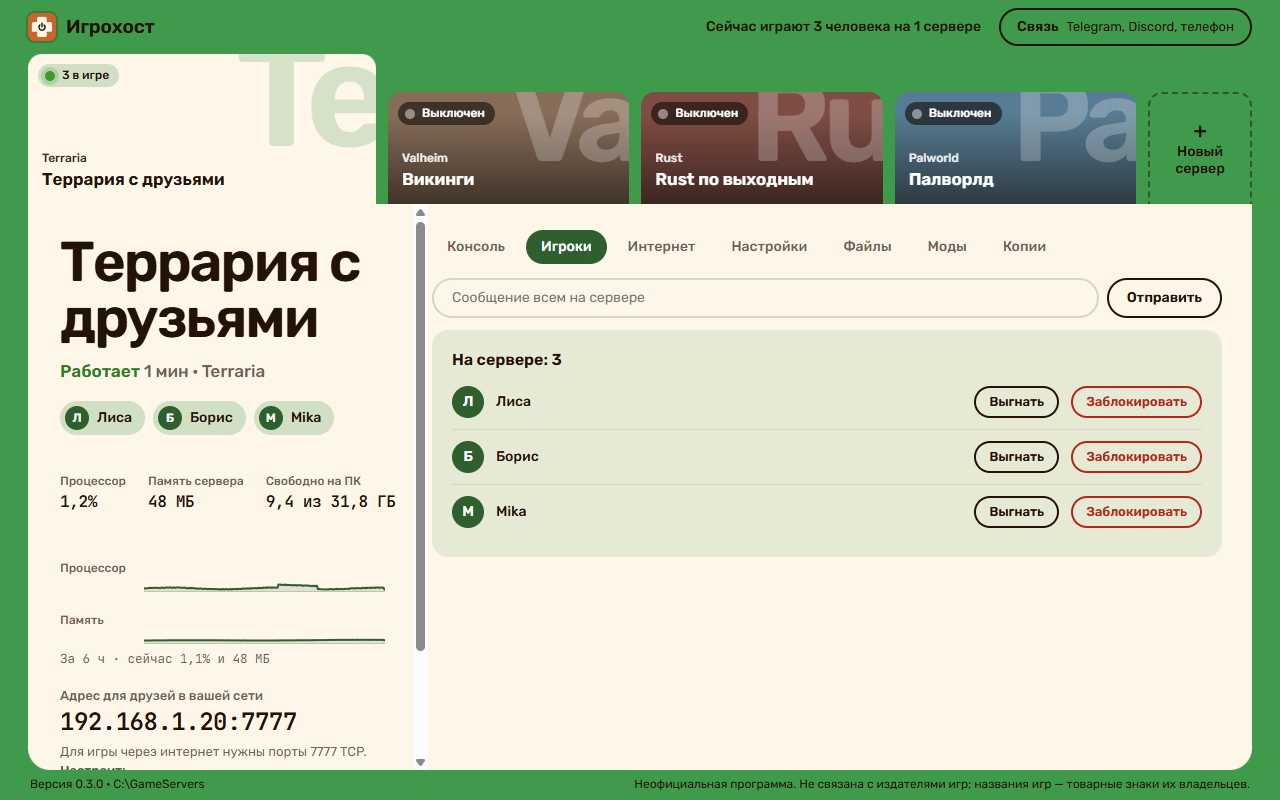 Игрохост
Сейчас играют 3 человека на 1 сервере
Связь Telegram, Discord, телефон
3 в игре
Te
Terraria
Террария с друзьями
Выключен
Va
Valheim
Викинги
Выключен
Ru
Rust
Rust по выходным
Выключен
Pa
Palworld
Палворлд
+
Новый
сервер
Террария с
друзьями
Работает 1 мин • Terraria
Л Лиса
Б Борис
M Mika
Процессор
1,2%
Память сервера
48 МБ
Свободно на ПК
9,4 из 31,8 ГБ
Процессор
Память
За 6 ч · сейчас 1,1% и 48 МБ
Адрес для друзей в вашей сети
192.168.1.20:7777
Для игры через интернет нужны порты 7777 TCP.
Консоль
Игроки
Интернет
Настройки
Файлы
Моды
Копии
Сообщение всем на сервере
Отправить
На сервере: 3
Л Лиса Выгнать Заблокировать
Б Борис Выгнать Заблокировать
M Mika Выгнать Заблокировать
Версия 0.3.0 • C:\GameServers
Неофициальная программа. Не связана с издателями игр; названия игр — товарные знаки их владельцев.